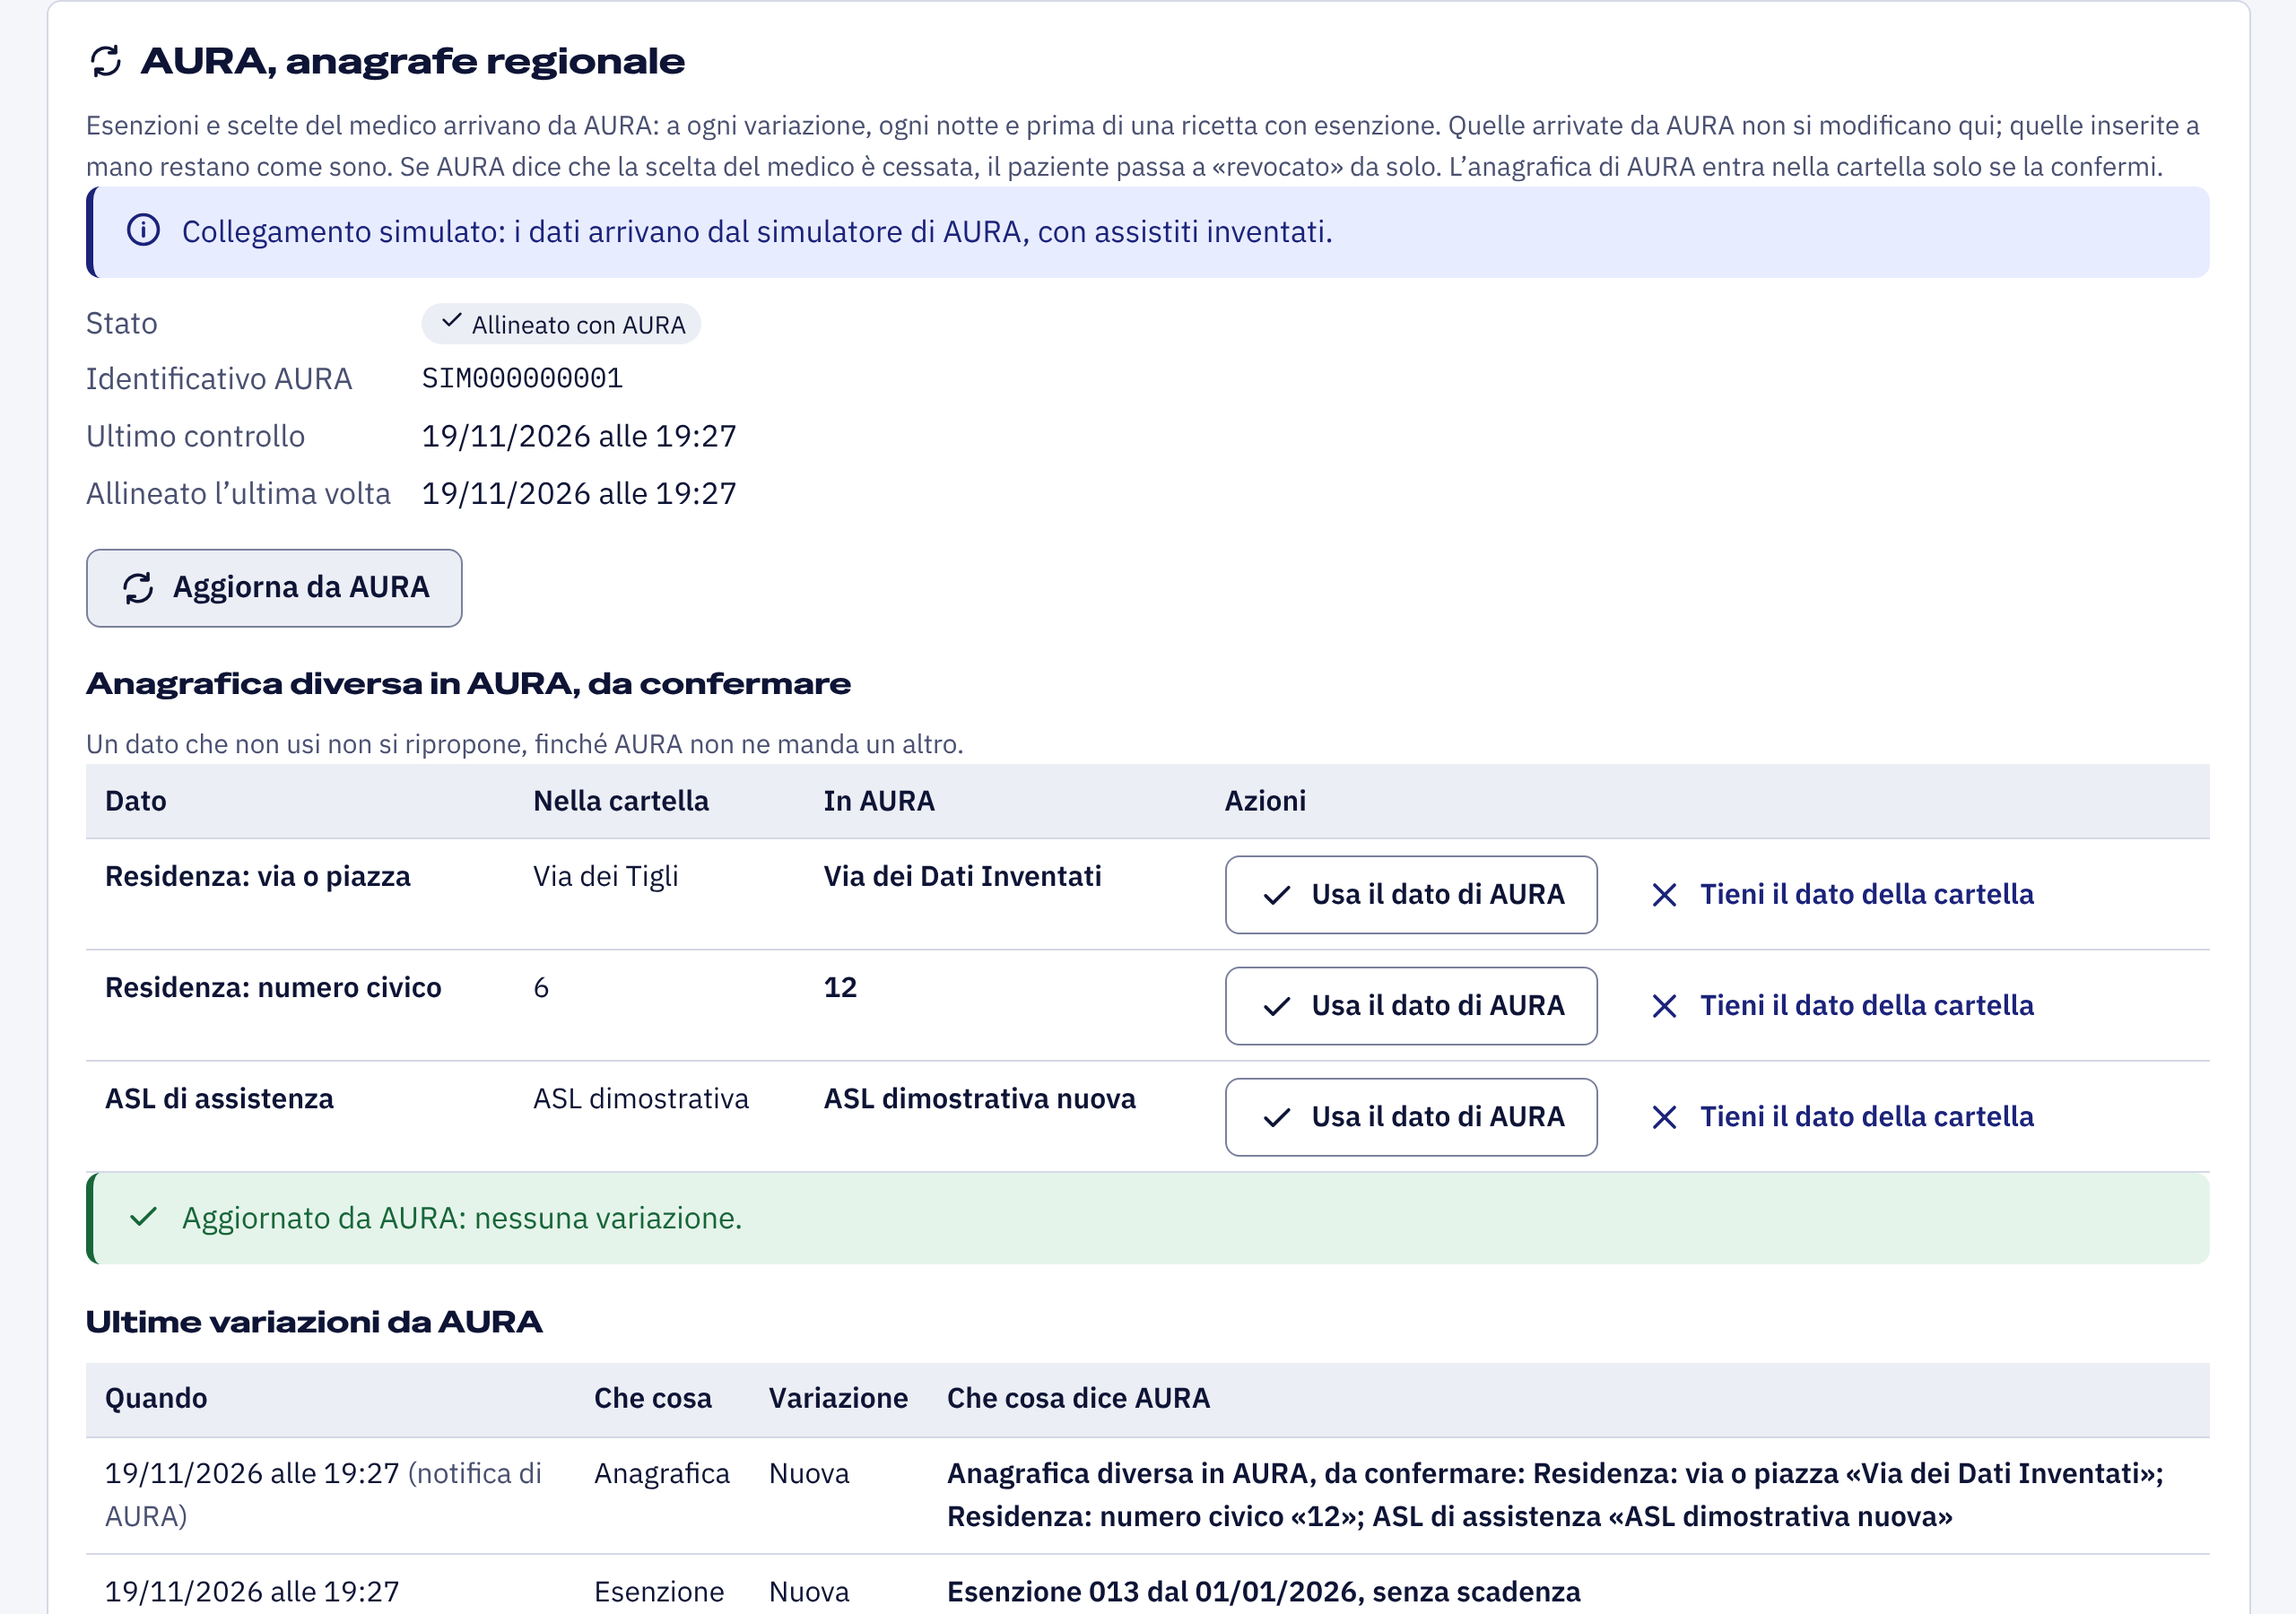 AURA, anagrafe regionale
Esenzioni e scelte del medico arrivano da AURA: a ogni variazione, ogni notte e prima di una ricetta con esenzione. Quelle arrivate da AURA non si modificano qui; quelle inserite a
mano restano come sono. Se AURA dice che la scelta del medico è cessata, il paziente passa a «revocato» da solo. L’anagrafica di AURA entra nella cartella solo se la confermi.
Collegamento simulato: i dati arrivano dal simulatore di AURA, con assistiti inventati.
Stato Allineato con AURA
Identificativo AURA SIM000000001
Ultimo controllo 19/11/2026 alle 19:27
Allineato l’ultima volta 19/11/2026 alle 19:27
Aggiorna da AURA
Anagrafica diversa in AURA, da confermare
Un dato che non usi non si ripropone, finché AURA non ne manda un altro.
Dato Nella cartella In AURA Azioni
Residenza: via o piazza Via dei Tigli Via dei Dati Inventati Usa il dato di AURA Tieni il dato della cartella
Residenza: numero civico 6 12 Usa il dato di AURA Tieni il dato della cartella
ASL di assistenza ASL dimostrativa ASL dimostrativa nuova Usa il dato di AURA Tieni il dato della cartella
Aggiornato da AURA: nessuna variazione.
Ultime variazioni da AURA
Quando Che cosa Variazione Che cosa dice AURA
19/11/2026 alle 19:27 (notifica di Anagrafica Nuova Anagrafica diversa in AURA, da confermare: Residenza: via o piazza «Via dei Dati Inventati»;
AURA) Residenza: numero civico «12»; ASL di assistenza «ASL dimostrativa nuova»
19/11/2026 alle 19:27 Esenzione Nuova Esenzione 013 dal 01/01/2026, senza scadenza